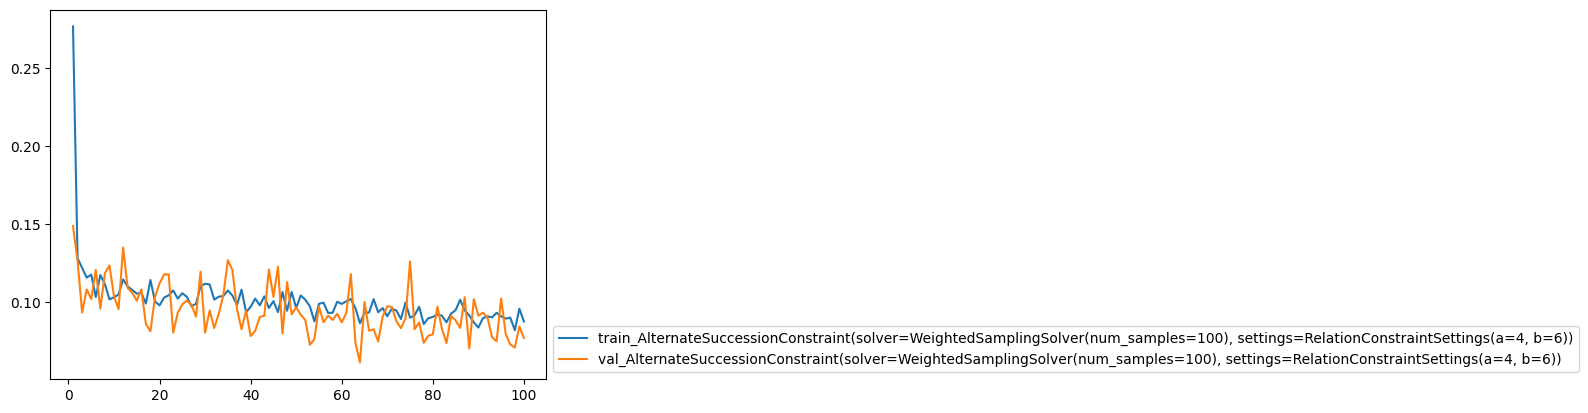 0.25
0.20
0.15
0.10
0 20 40 60 80 100
train_AlternateSuccessionConstraint(solver=WeightedSamplingSolver(num_samples=100), settings=RelationConstraintSettings(a=4, b=6))
val_AlternateSuccessionConstraint(solver=WeightedSamplingSolver(num_samples=100), settings=RelationConstraintSettings(a=4, b=6))